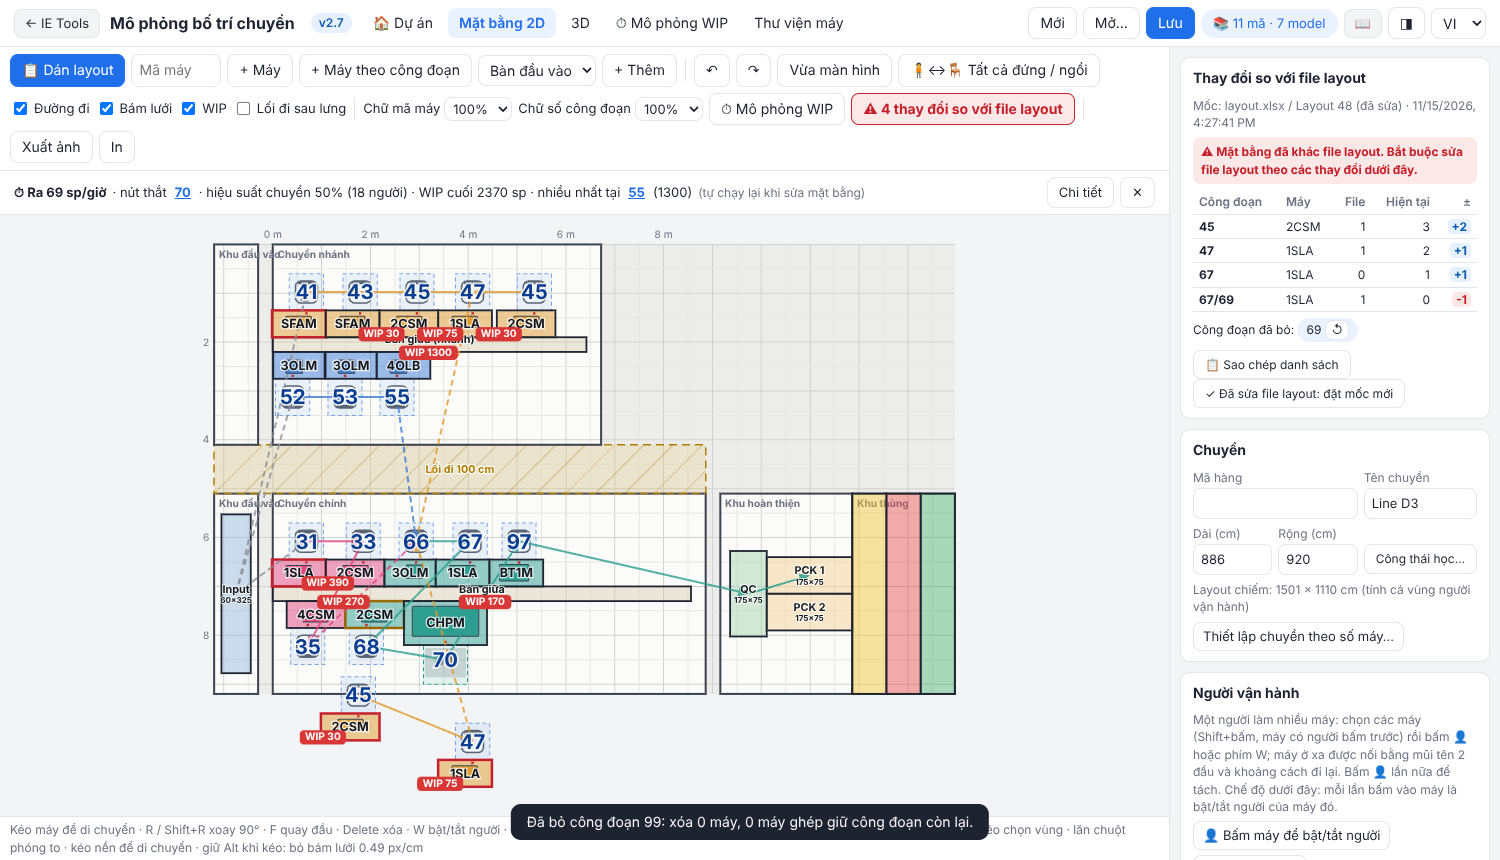 ← IE Tools
Mô phỏng bố trí chuyền
v2.7
🏠 Dự án
Mặt bằng 2D
3D
⏱ Mô phỏng WIP
Thư viện máy
Mới
Mở...
Lưu
📚 11 mã · 7 model
VI
📋 Dán layout
Mã máy
+ Máy
+ Máy theo công đoạn
Bàn đầu vào
+ Thêm
↶
↷
Vừa màn hình
🧍↔🪑 Tất cả đứng / ngồi
Đường đi
Bám lưới
WIP
Lối đi sau lưng
Chữ mã máy
100%
Chữ số công đoạn
100%
⏱ Mô phỏng WIP
⚠ 4 thay đổi so với file layout
Xuất ảnh
In
⏱ Ra 69 sp/giờ · nút thắt 70 · hiệu suất chuyền 50% (18 người) · WIP cuối 2370 sp · nhiều nhất tại 55 (1300) (tự chạy lại khi sửa mặt bằng)
Chi tiết
×
0 m
2 m
4 m
6 m
8 m
Chuyền nhánh
41
43
45
47
45
SFAM
SFAM
2CSM
1SLA
2CSM
WIP 30
WIP 75
WIP 30
2
WIP 1300
3OLM
3OLM
4OLB
52
53
55
4
Lối đi 100 cm
Chuyền chính
Khu hoàn thiện
Khu thùng
6
31
33
66
67
97
1SLA
2CSM
3OLM
1SLA
BT1M
WIP 390
Bàn giữa
Input
60×325
WIP 270
WIP 170
QC
175×75
PCK 1
175×75
PCK 2
175×75
4CSM
2CSM
CHPM
8
35
68
70
45
2CSM
WIP 30
47
1SLA
WIP 75
Đã bỏ công đoạn 99: xóa 0 máy, 0 máy ghép giữ công đoạn còn lại.
Kéo máy để di chuyển · R / Shift+R xoay 90° · F quay đầu · Delete xóa · W bật/tắt người ·
chọn vùng · lăn chuột
phóng to · kéo nền để di chuyển · giữ Alt khi kéo: bỏ bám lưới 0.49 px/cm
Thay đổi so với file layout
Mốc: layout.xlsx / Layout 48 (đã sửa) · 11/15/2026,
4:27:41 PM
⚠ Mặt bằng đã khác file layout. Bắt buộc sửa
file layout theo các thay đổi dưới đây.
Công đoạn Máy File Hiện tại ±
45 2CSM 1 3 +2
47 1SLA 1 2 +1
67 1SLA 0 1 +1
67/69 1SLA 1 0 -1
Công đoạn đã bỏ: 69 ↺
📋 Sao chép danh sách
✓ Đã sửa file layout: đặt mốc mới
Chuyền
Mã hàng
Tên chuyền
Line D3
Dài (cm)
Rộng (cm)
886
920
Công thái học...
Layout chiếm: 1501 × 1110 cm (tính cả vùng người
vận hành)
Thiết lập chuyền theo số máy...
Người vận hành
Một người làm nhiều máy: chọn các máy
(Shift+bấm, máy có người bấm trước) rồi bấm 👤
hoặc phím W; máy ở xa được nối bằng mũi tên 2
đầu và khoảng cách đi lại. Bấm 👤 lần nữa để
tách. Chế độ dưới đây: mỗi lần bấm vào máy là
bật/tắt người của máy đó.
👤 Bấm máy để bật/tắt người